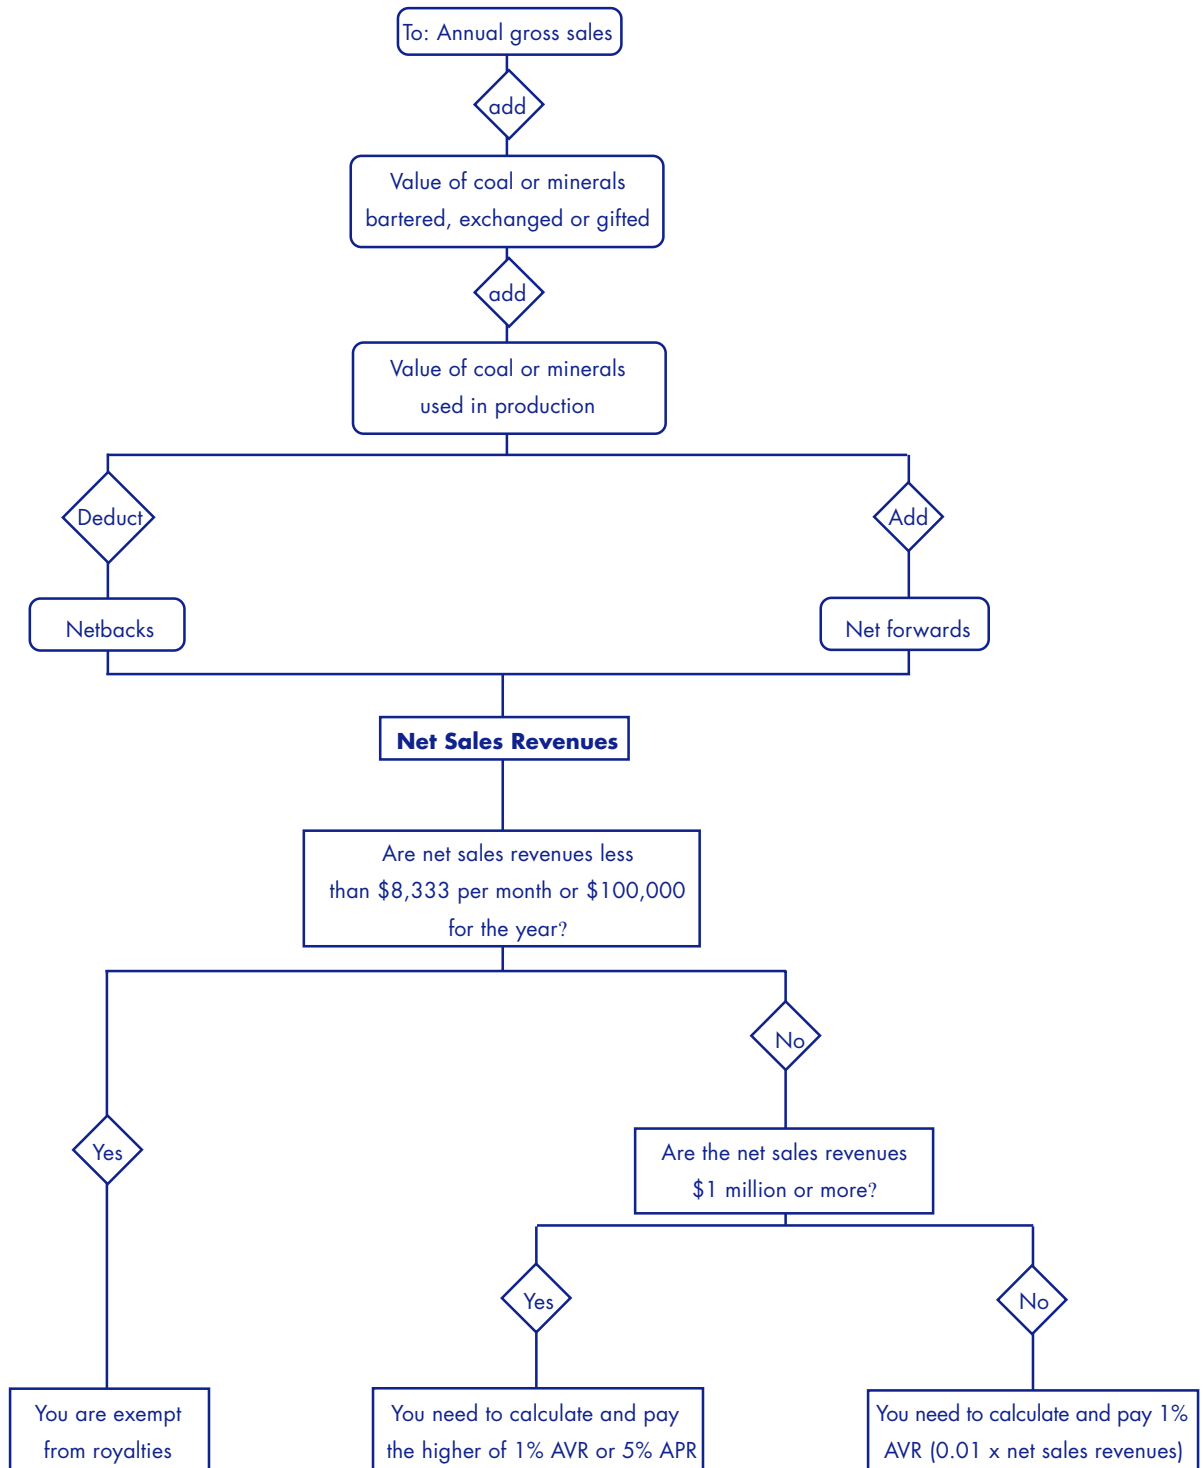 To: Annual gross sales
add
Value of coal or minerals
bartered, exchanged or gifted
add
Value of coal or minerals
used in production
Deduct
Add
Netbacks
Net forwards
Net Sales Revenues
Are net sales revenues less
than $8,333 per month or $100,000
for the year?
No
Yes
Are the net sales revenues
$1 million or more?
Yes
No
You are exempt
from royalties
You need to calculate and pay
the higher of 1% AVR or 5% APR
You need to calculate and pay 1%
AVR (0.01 x net sales revenues)